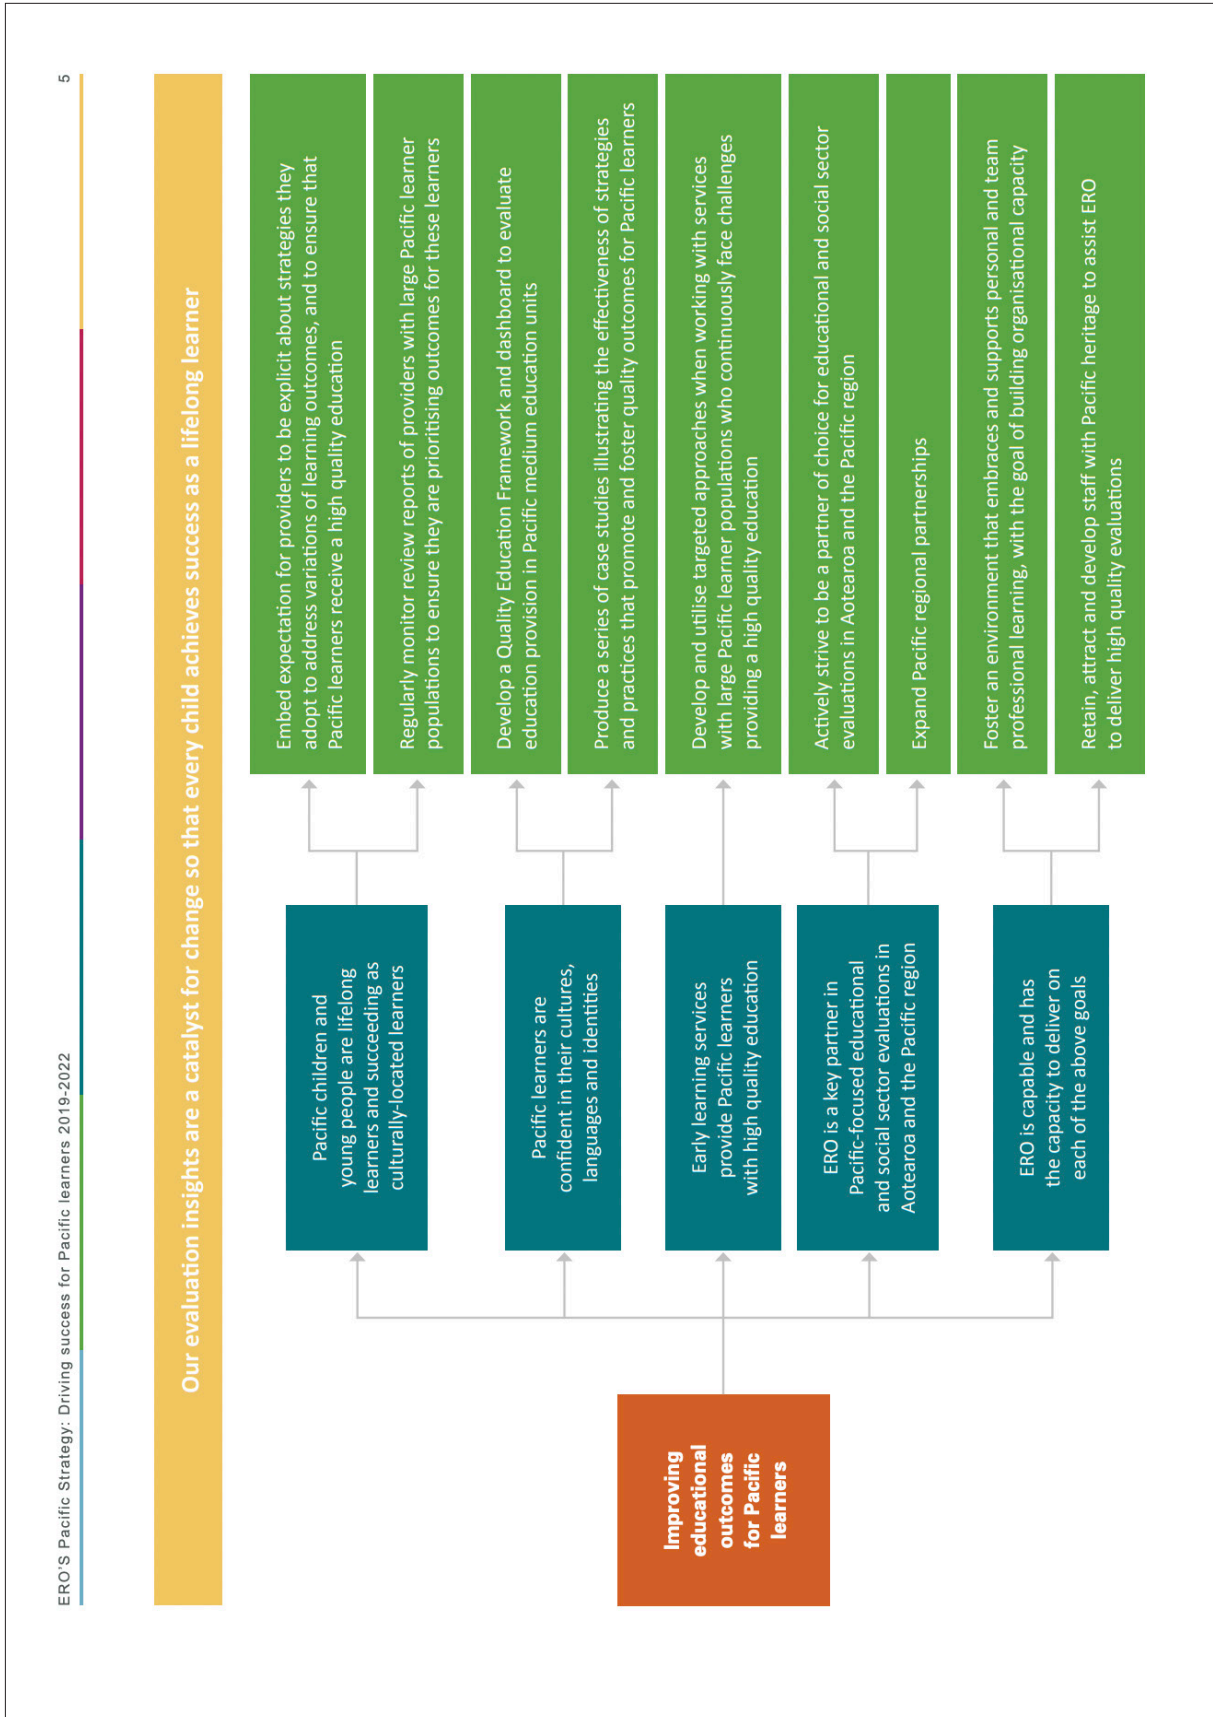 ERO'S Pacific Strategy: Driving success for Pacific learners 2019-2022
5
Our evaluation insights are a catalyst for change so that every child achieves success as a lifelong learner
Improving
educational
outcomes
for Pacific
learners
Pacific children and
young people are lifelong
learners and succeeding as
culturally-located learners
Embed expectation for providers to be explicit about strategies they
adopt to address variations of learning outcomes, and to ensure that
Pacific learners receive a high quality education
Regularly monitor review reports of providers with large Pacific learner
populations to ensure they are prioritising outcomes for these learners
Pacific learners are
confident in their cultures,
languages and identities
Develop a Quality Education Framework and dashboard to evaluate
education provision in Pacific medium education units
Produce a series of case studies illustrating the effectiveness of strategies
and practices that promote and foster quality outcomes for Pacific learners
Early learning services
provide Pacific learners
with high quality education
Develop and utilise targeted approaches when working with services
with large Pacific learner populations who continuously face challenges
providing a high quality education
ERO is a key partner in
Pacific-focused educational
and social sector evaluations in
Aotearoa and the Pacific region
Actively strive to be a partner of choice for educational and social sector
evaluations in Aotearoa and the Pacific region
Expand Pacific regional partnerships
ERO is capable and has
the capacity to deliver on
each of the above goals
Foster an environment that embraces and supports personal and team
professional learning, with the goal of building organisational capacity
Retain, attract and develop staff with Pacific heritage to assist ERO
to deliver high quality evaluations